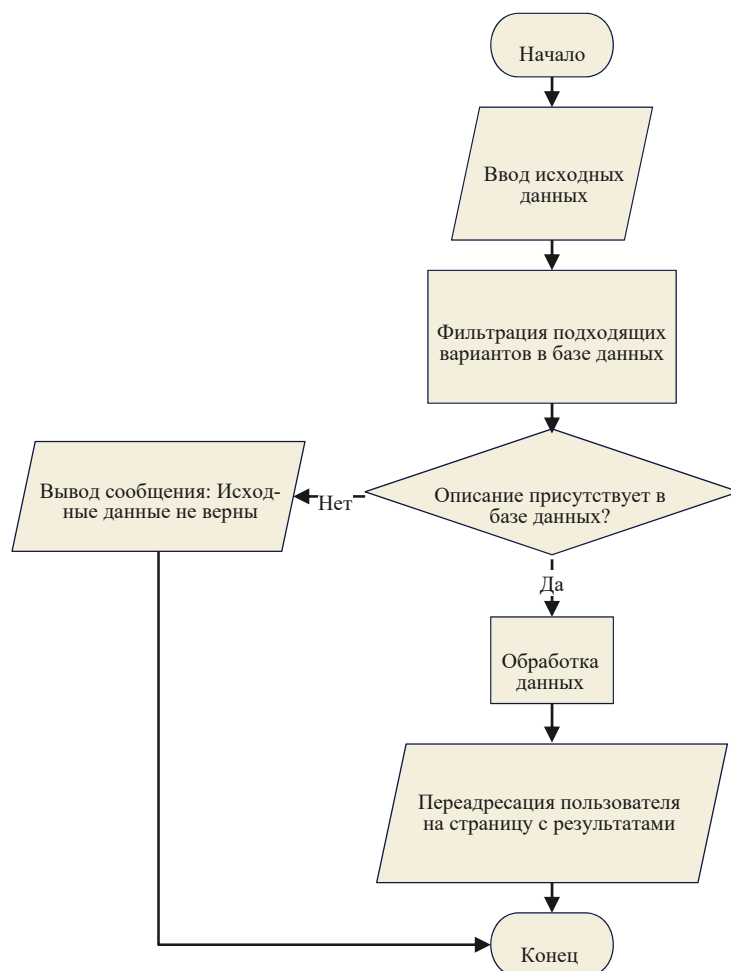 Начало
Ввод исходных
данных
Фильтрация подходящих
вариантов в базе данных
Описание присутствует в
базе данных?
Нет
Вывод сообщения: Исход-
ные данные не верны
Да
Обработка
данных
Переадресация пользователя
на страницу с результатами
Конец